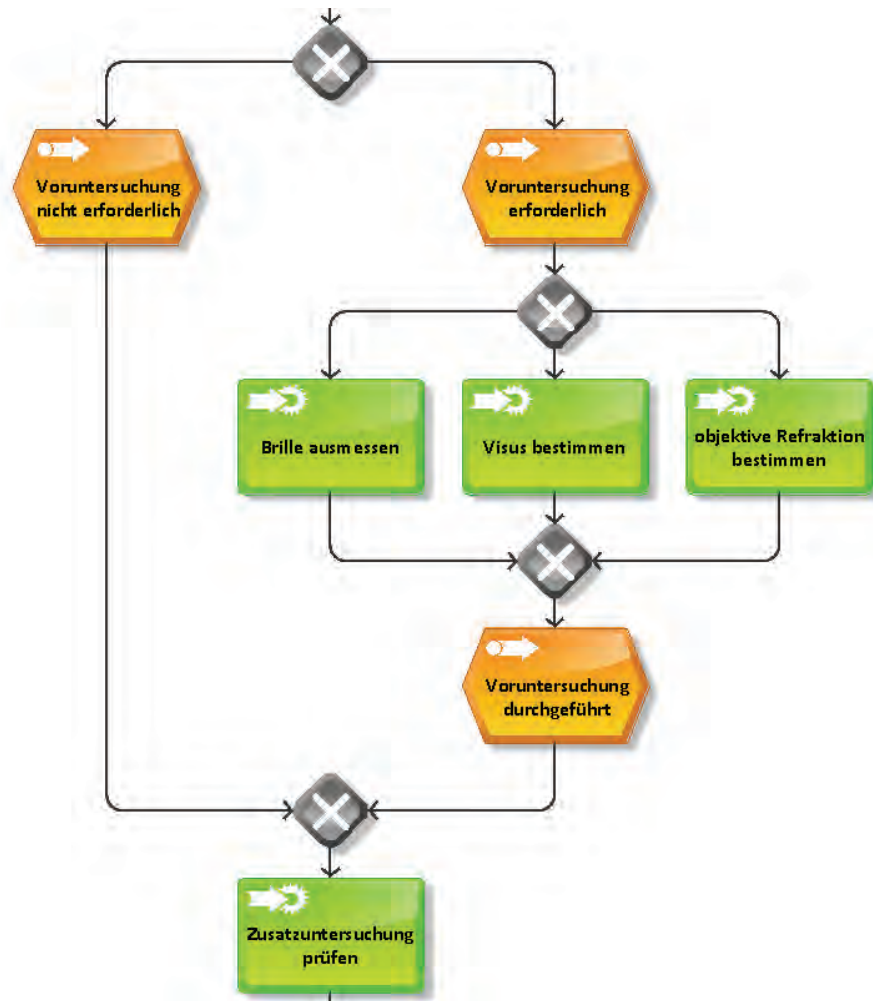 Voruntersuchung
nicht erforderlich
Voruntersuchung
erforderlich
Brille ausmessen
Visus bestimmen
objektive Refraktion
bestimmen
Voruntersuchung
durchgeführt
Zusatzuntersuchung
prüfen